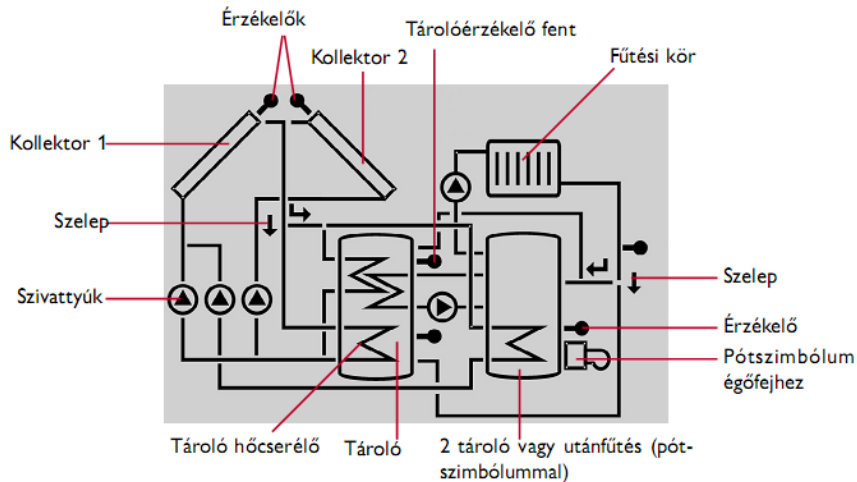 Érzékelők
Tárolóérzékelő fent
Kollektor 2
Fűtési kör
Kollektor 1
Szelep
Szelep
Szivattyúk
Érzékelő
Pótszimbólum
égőfejhez
Tároló hőcserélő
Tároló
2 tároló vagy utánfűtés (pót-
szimbólummal)